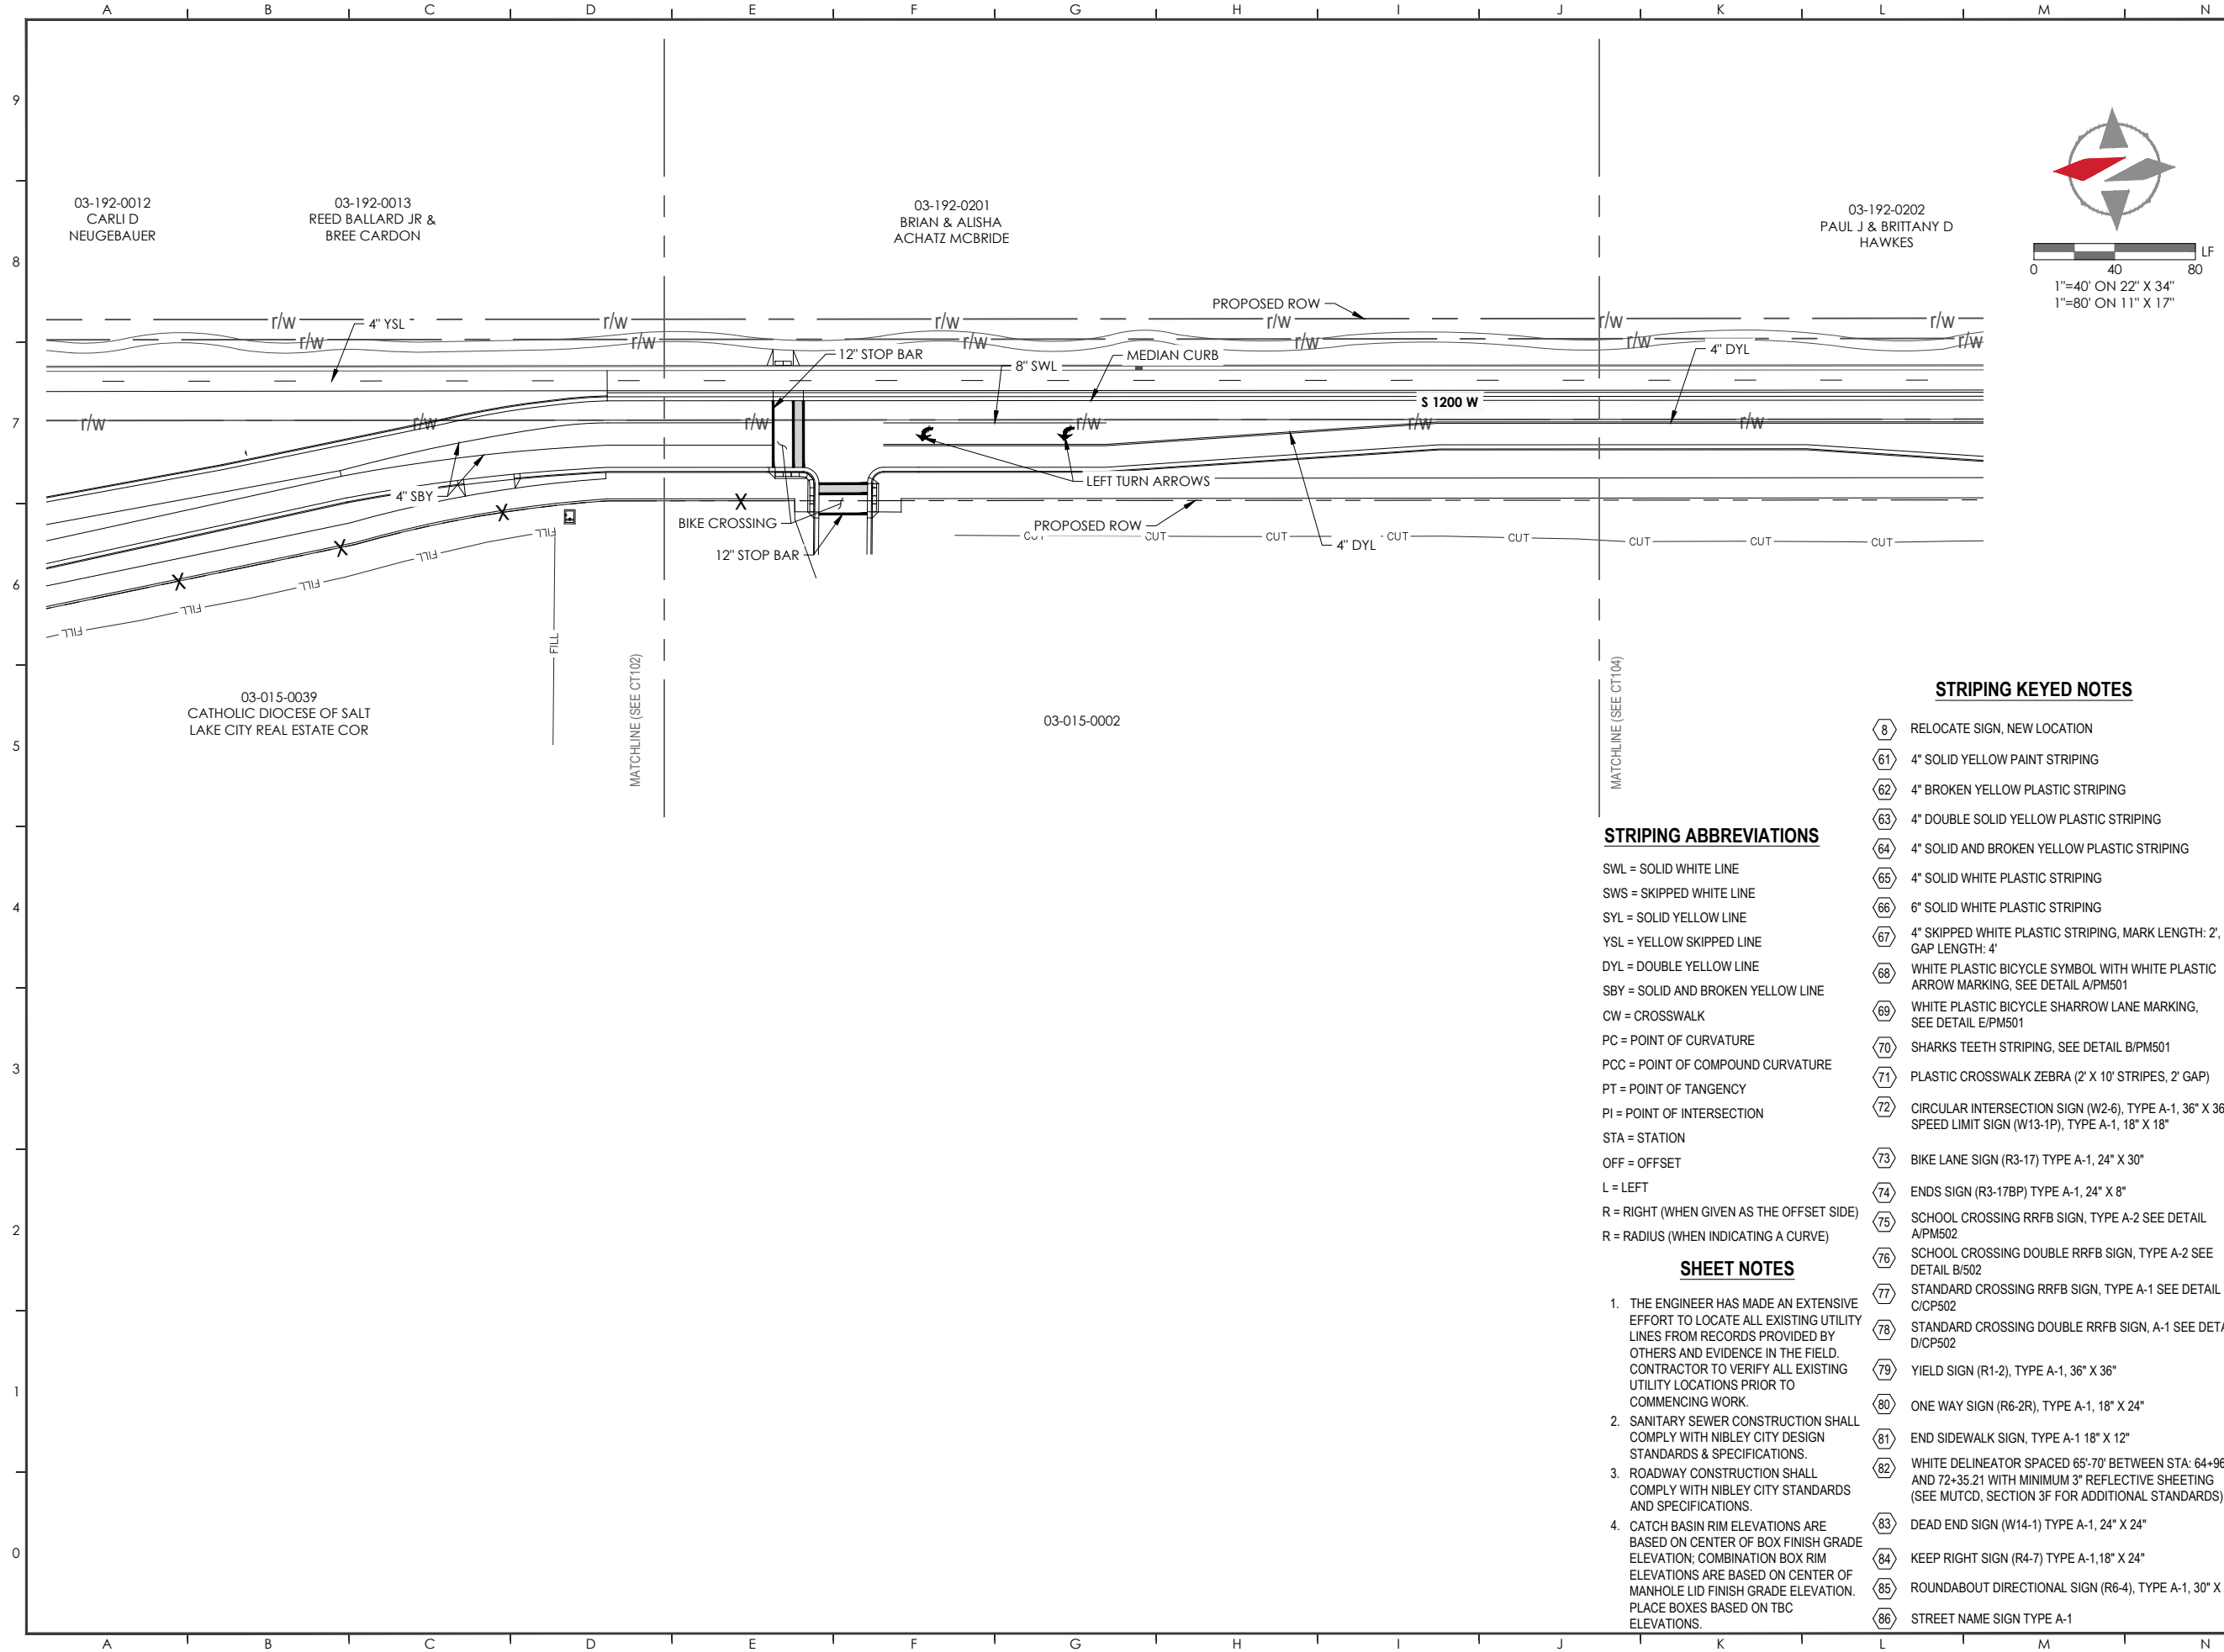 A B C D E F G H I J K L M N
9
8
7
6
5
4
3
2
1
0
03-192-0012
CARLI D
NEUGEBAUER
03-192-0013
REED BALLARD JR &
BREE CARDON
03-192-0201
BRIAN & ALISHA
ACHATZ MCBRIDE
03-192-0202
PAUL J & BRITTANY D
HAWKES
LF
0 40 80
1"=40' ON 22" X 34"
1"=80' ON 11" X 17"
PROPOSED ROW
r/w r/w r/w r/w r/w r/w
4" YSL
r/w r/w r/w r/w r/w r/w
12" STOP BAR
MEDIAN CURB
4" DYL
8" SWL
S 1200 W
r/w r/w r/w r/w r/w r/w
4" SBY
LEFT TURN ARROWS
BIKE CROSSING
PROPOSED ROW
12" STOP BAR
4" DYL
CUT CUT CUT CUT CUT CUT CUT CUT
FILL FILL FILL FILL FILL
FILL
MATCHLINE (SEE CT102)
MATCHLINE (SEE CT104)
03-015-0039
CATHOLIC DIOCESE OF SALT
LAKE CITY REAL ESTATE COR
03-015-0002
STRIPING ABBREVIATIONS
SWL = SOLID WHITE LINE
SWS = SKIPPED WHITE LINE
SYL = SOLID YELLOW LINE
YSL = YELLOW SKIPPED LINE
DYL = DOUBLE YELLOW LINE
SBY = SOLID AND BROKEN YELLOW LINE
CW = CROSSWALK
PC = POINT OF CURVATURE
PCC = POINT OF COMPOUND CURVATURE
PT = POINT OF TANGENCY
PI = POINT OF INTERSECTION
STA = STATION
OFF = OFFSET
L = LEFT
R = RIGHT (WHEN GIVEN AS THE OFFSET SIDE)
R = RADIUS (WHEN INDICATING A CURVE)
SHEET NOTES
1. THE ENGINEER HAS MADE AN EXTENSIVE
EFFORT TO LOCATE ALL EXISTING UTILITY
LINES FROM RECORDS PROVIDED BY
OTHERS AND EVIDENCE IN THE FIELD.
CONTRACTOR TO VERIFY ALL EXISTING
UTILITY LOCATIONS PRIOR TO
COMMENCING WORK.
2. SANITARY SEWER CONSTRUCTION SHALL
COMPLY WITH NIBLEY CITY DESIGN
STANDARDS & SPECIFICATIONS.
3. ROADWAY CONSTRUCTION SHALL
COMPLY WITH NIBLEY CITY STANDARDS
AND SPECIFICATIONS.
4. CATCH BASIN RIM ELEVATIONS ARE
BASED ON CENTER OF BOX FINISH GRADE
ELEVATION; COMBINATION BOX RIM
ELEVATIONS ARE BASED ON CENTER OF
MANHOLE LID FINISH GRADE ELEVATION.
PLACE BOXES BASED ON TBC
ELEVATIONS.
STRIPING KEYED NOTES
8 RELOCATE SIGN, NEW LOCATION
61 4" SOLID YELLOW PAINT STRIPING
62 4" BROKEN YELLOW PLASTIC STRIPING
63 4" DOUBLE SOLID YELLOW PLASTIC STRIPING
64 4" SOLID AND BROKEN YELLOW PLASTIC STRIPING
65 4" SOLID WHITE PLASTIC STRIPING
66 6" SOLID WHITE PLASTIC STRIPING
67 4" SKIPPED WHITE PLASTIC STRIPING, MARK LENGTH: 2',
GAP LENGTH: 4'
68 WHITE PLASTIC BICYCLE SYMBOL WITH WHITE PLASTIC
ARROW MARKING, SEE DETAIL A/PM501
69 WHITE PLASTIC BICYCLE SHARROW LANE MARKING,
SEE DETAIL E/PM501
70 SHARKS TEETH STRIPING, SEE DETAIL B/PM501
71 PLASTIC CROSSWALK ZEBRA (2' X 10' STRIPES, 2' GAP)
72 CIRCULAR INTERSECTION SIGN (W2-6), TYPE A-1, 36" X 36
SPEED LIMIT SIGN (W13-1P), TYPE A-1, 18" X 18"
73 BIKE LANE SIGN (R3-17) TYPE A-1, 24" X 30"
74 ENDS SIGN (R3-17BP) TYPE A-1, 24" X 8"
75 SCHOOL CROSSING RRFB SIGN, TYPE A-2 SEE DETAIL
A/PM502
76 SCHOOL CROSSING DOUBLE RRFB SIGN, TYPE A-2 SEE
DETAIL B/502
77 STANDARD CROSSING RRFB SIGN, TYPE A-1 SEE DETAIL
C/CP502
78 STANDARD CROSSING DOUBLE RRFB SIGN, A-1 SEE DETA
D/CP502
79 YIELD SIGN (R1-2), TYPE A-1, 36" X 36"
80 ONE WAY SIGN (R6-2R), TYPE A-1, 18" X 24"
81 END SIDEWALK SIGN, TYPE A-1 18" X 12"
82 WHITE DELINEATOR SPACED 65'-70' BETWEEN STA: 64+96
AND 72+35.21 WITH MINIMUM 3" REFLECTIVE SHEETING
(SEE MUTCD, SECTION 3F FOR ADDITIONAL STANDARDS)
83 DEAD END SIGN (W14-1) TYPE A-1, 24" X 24"
84 KEEP RIGHT SIGN (R4-7) TYPE A-1,18" X 24"
85 ROUNDABOUT DIRECTIONAL SIGN (R6-4), TYPE A-1, 30" X
86 STREET NAME SIGN TYPE A-1
A B C D E F G H I J K L M N